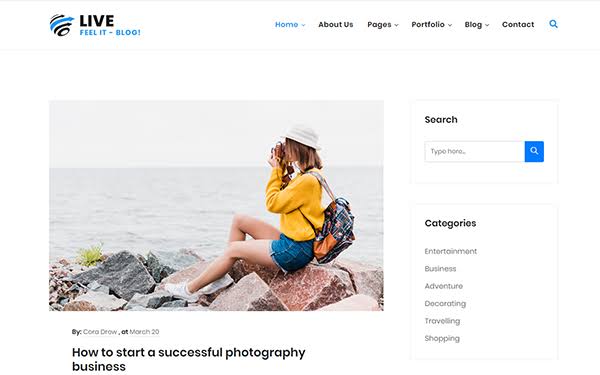 LIVE
FEEL IT - BLOG!
Home About Us Pages Portfolio Blog Contact
By: Cora Drew , at March 20
How to start a successful photography
business
Search
Type here...
Categories
Entertainment
Business
Adventure
Decorating
Travelling
Shopping